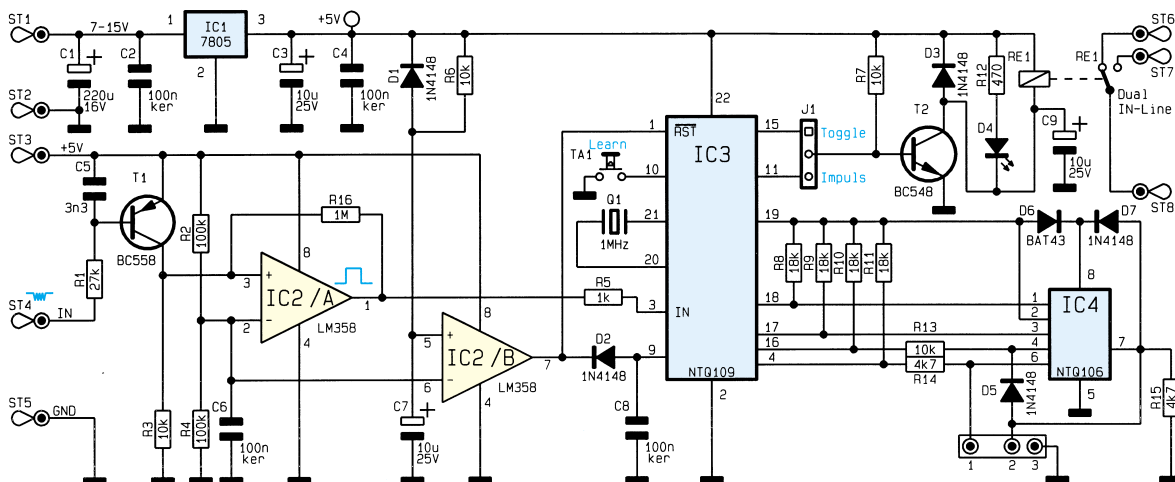 ST1
7-15V
1
IC1
7805
3
+5V
2
C1
+
220u
16V
C2
100n
ker
C3
+
10u
25V
C4
100n
ker
D1
1N4148
R6
10k
ST2
ST3
+5V
C5
3n3
T1
BC558
R1
27k
ST4
IN
ST5
GND
R2
100k
R3
10k
R4
100k
R16
1M
+
3
-
2
IC2/A
8
1
LM358
4
C6
100n
ker
+
5
-
6
IC2/B
8
7
LM358
4
C7
+
10u
25V
R5
1k
D2
1N4148
C8
100n
ker
Learn
TA1
Q1
1MHz
22
1
RST
IC3
10
21
20
3
IN
9
NTQ109
2
15
11
19
18
17
16
4
J1
Toggle
Impuls
R7
10k
D3
1N4148
T2
BC548
R12
470
D4
RE1
C9
+
10u
25V
RE1
Dual
IN-Line
ST6
ST7
ST8
R8
18k
R9
18k
R10
18k
R11
18k
D6
BAT43
D7
1N4148
8
1
2
3
4
6
IC4
7
NTQ106
5
R13
10k
4k7
R14
D5
1N4148
R15
4k7
1
2
3